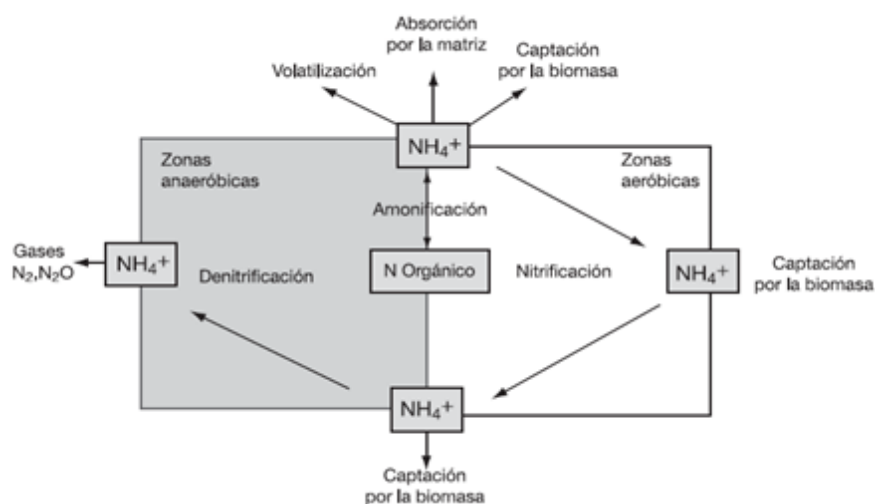 Absorción
por la matriz
Captación
por la biomasa
Volatilización
NH₄⁺
Zonas
anaeróbicas
Zonas
aeróbicas
Amonificación
Gases
N₂,N₂O
NH₄⁺
Denitrificación
N Orgánico
Nitrificación
NH₄⁺
Captación
por la biomasa
NH₄⁺
Captación
por la biomasa